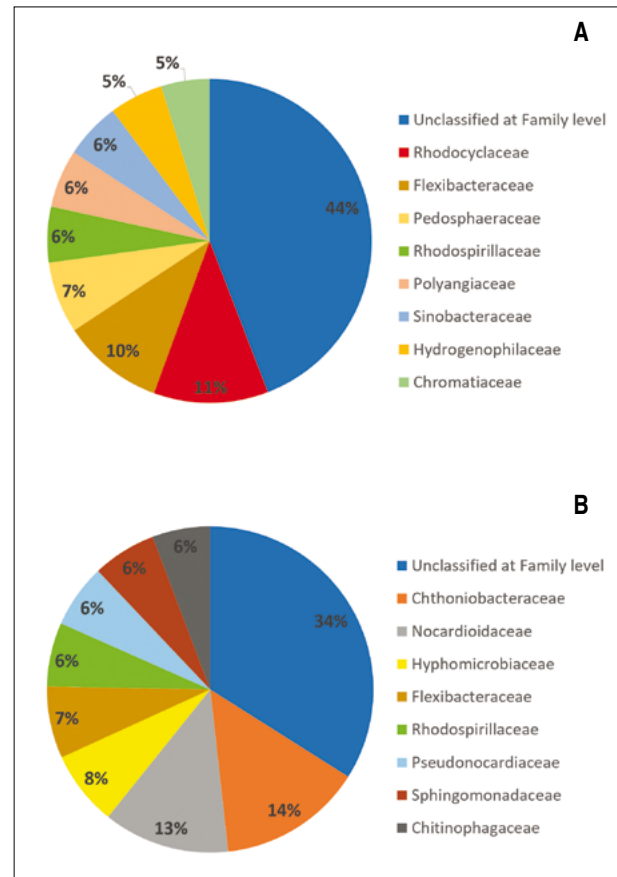 A
5%
5%
6%
6%
6%
7%
10%
11%
44%
Unclassified at Family level
Rhodocyclaceae
Flexibacteraceae
Pedosphaeraceae
Rhodospirillaceae
Polyangiaceae
Sinobacteraceae
Hydrogenophilaceae
Chromatiaceae
B
6%
6%
6%
6%
7%
8%
13%
14%
34%
Unclassified at Family level
Chthoniobacteraceae
Nocardioidaceae
Hyphomicrobiaceae
Flexibacteraceae
Rhodospirillaceae
Pseudonocardiaceae
Sphingomonadaceae
Chitinophagaceae